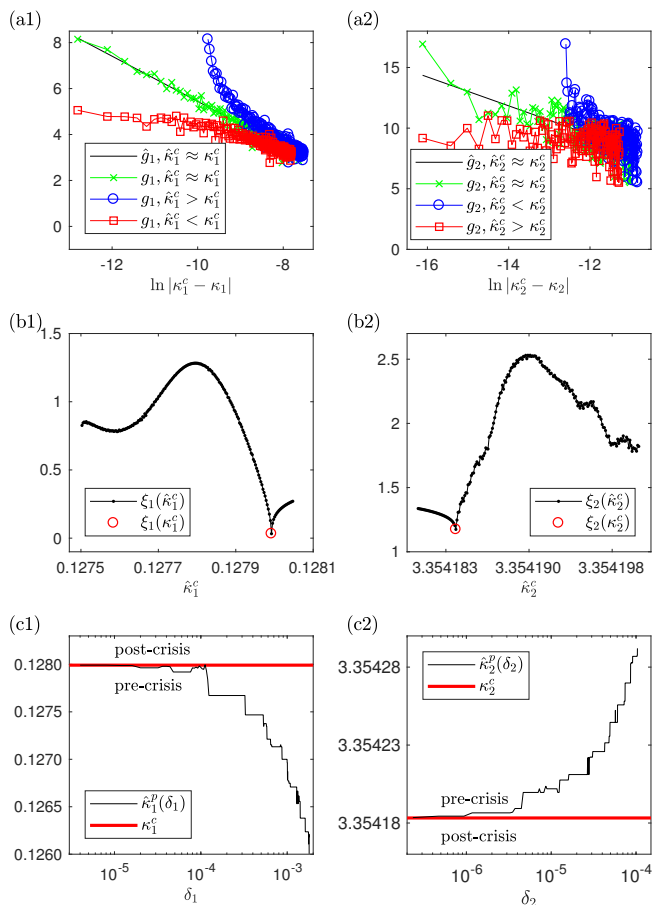 (a1)
8
6
4
2
0
ĝ₁, κ̂₁ᶜ ≈ κ₁ᶜ
g₁, κ̂₁ᶜ ≈ κ₁ᶜ
g₁, κ̂₁ᶜ > κ₁ᶜ
g₁, κ̂₁ᶜ < κ₁ᶜ
-12 -10 -8
ln |κ₁ᶜ − κ₁|
(a2)
15
10
5
0
ĝ₂, κ̂₂ᶜ ≈ κ₂ᶜ
g₂, κ̂₂ᶜ ≈ κ₂ᶜ
g₂, κ̂₂ᶜ < κ₂ᶜ
g₂, κ̂₂ᶜ > κ₂ᶜ
-16 -14 -12
ln |κ₂ᶜ − κ₂|
(b1)
1.5
1
0.5
0
ξ₁(κ̂₁ᶜ)
ξ₁(κ₁ᶜ)
0.1275 0.1277 0.1279 0.1281
κ̂₁ᶜ
(b2)
2.5
2
1.5
1
ξ₂(κ̂₂ᶜ)
ξ₂(κ₂ᶜ)
3.354183 3.354190 3.354198
κ̂₂ᶜ
(c1)
post-crisis
0.1280
pre-crisis
0.1275
0.1265
0.1260
κ̂₁ᵖ(δ₁)
κ₁ᶜ
10⁻⁵ 10⁻⁴ 10⁻³
δ₁
(c2)
κ̂₂ᵖ(δ₂)
κ₂ᶜ
3.35428
3.35423
3.35418
pre-crisis
post-crisis
10⁻⁶ 10⁻⁵ 10⁻⁴
δ₂